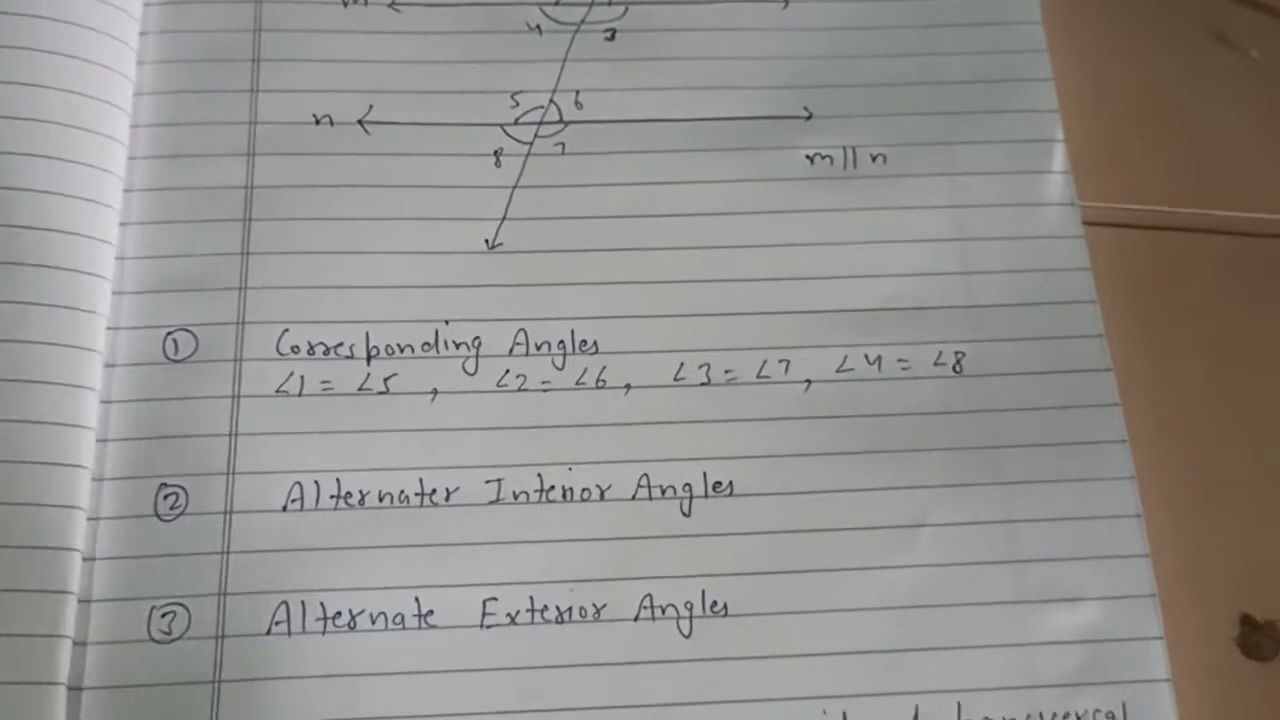 m
4 3
5 6
n
8 7
m || n
① Corresponding Angles
∠1 = ∠5 , ∠2 = ∠6, ∠3 = ∠7, ∠4 = ∠8
② Alternater Interior Angles
③ Alternate Exterior Angles
transversal